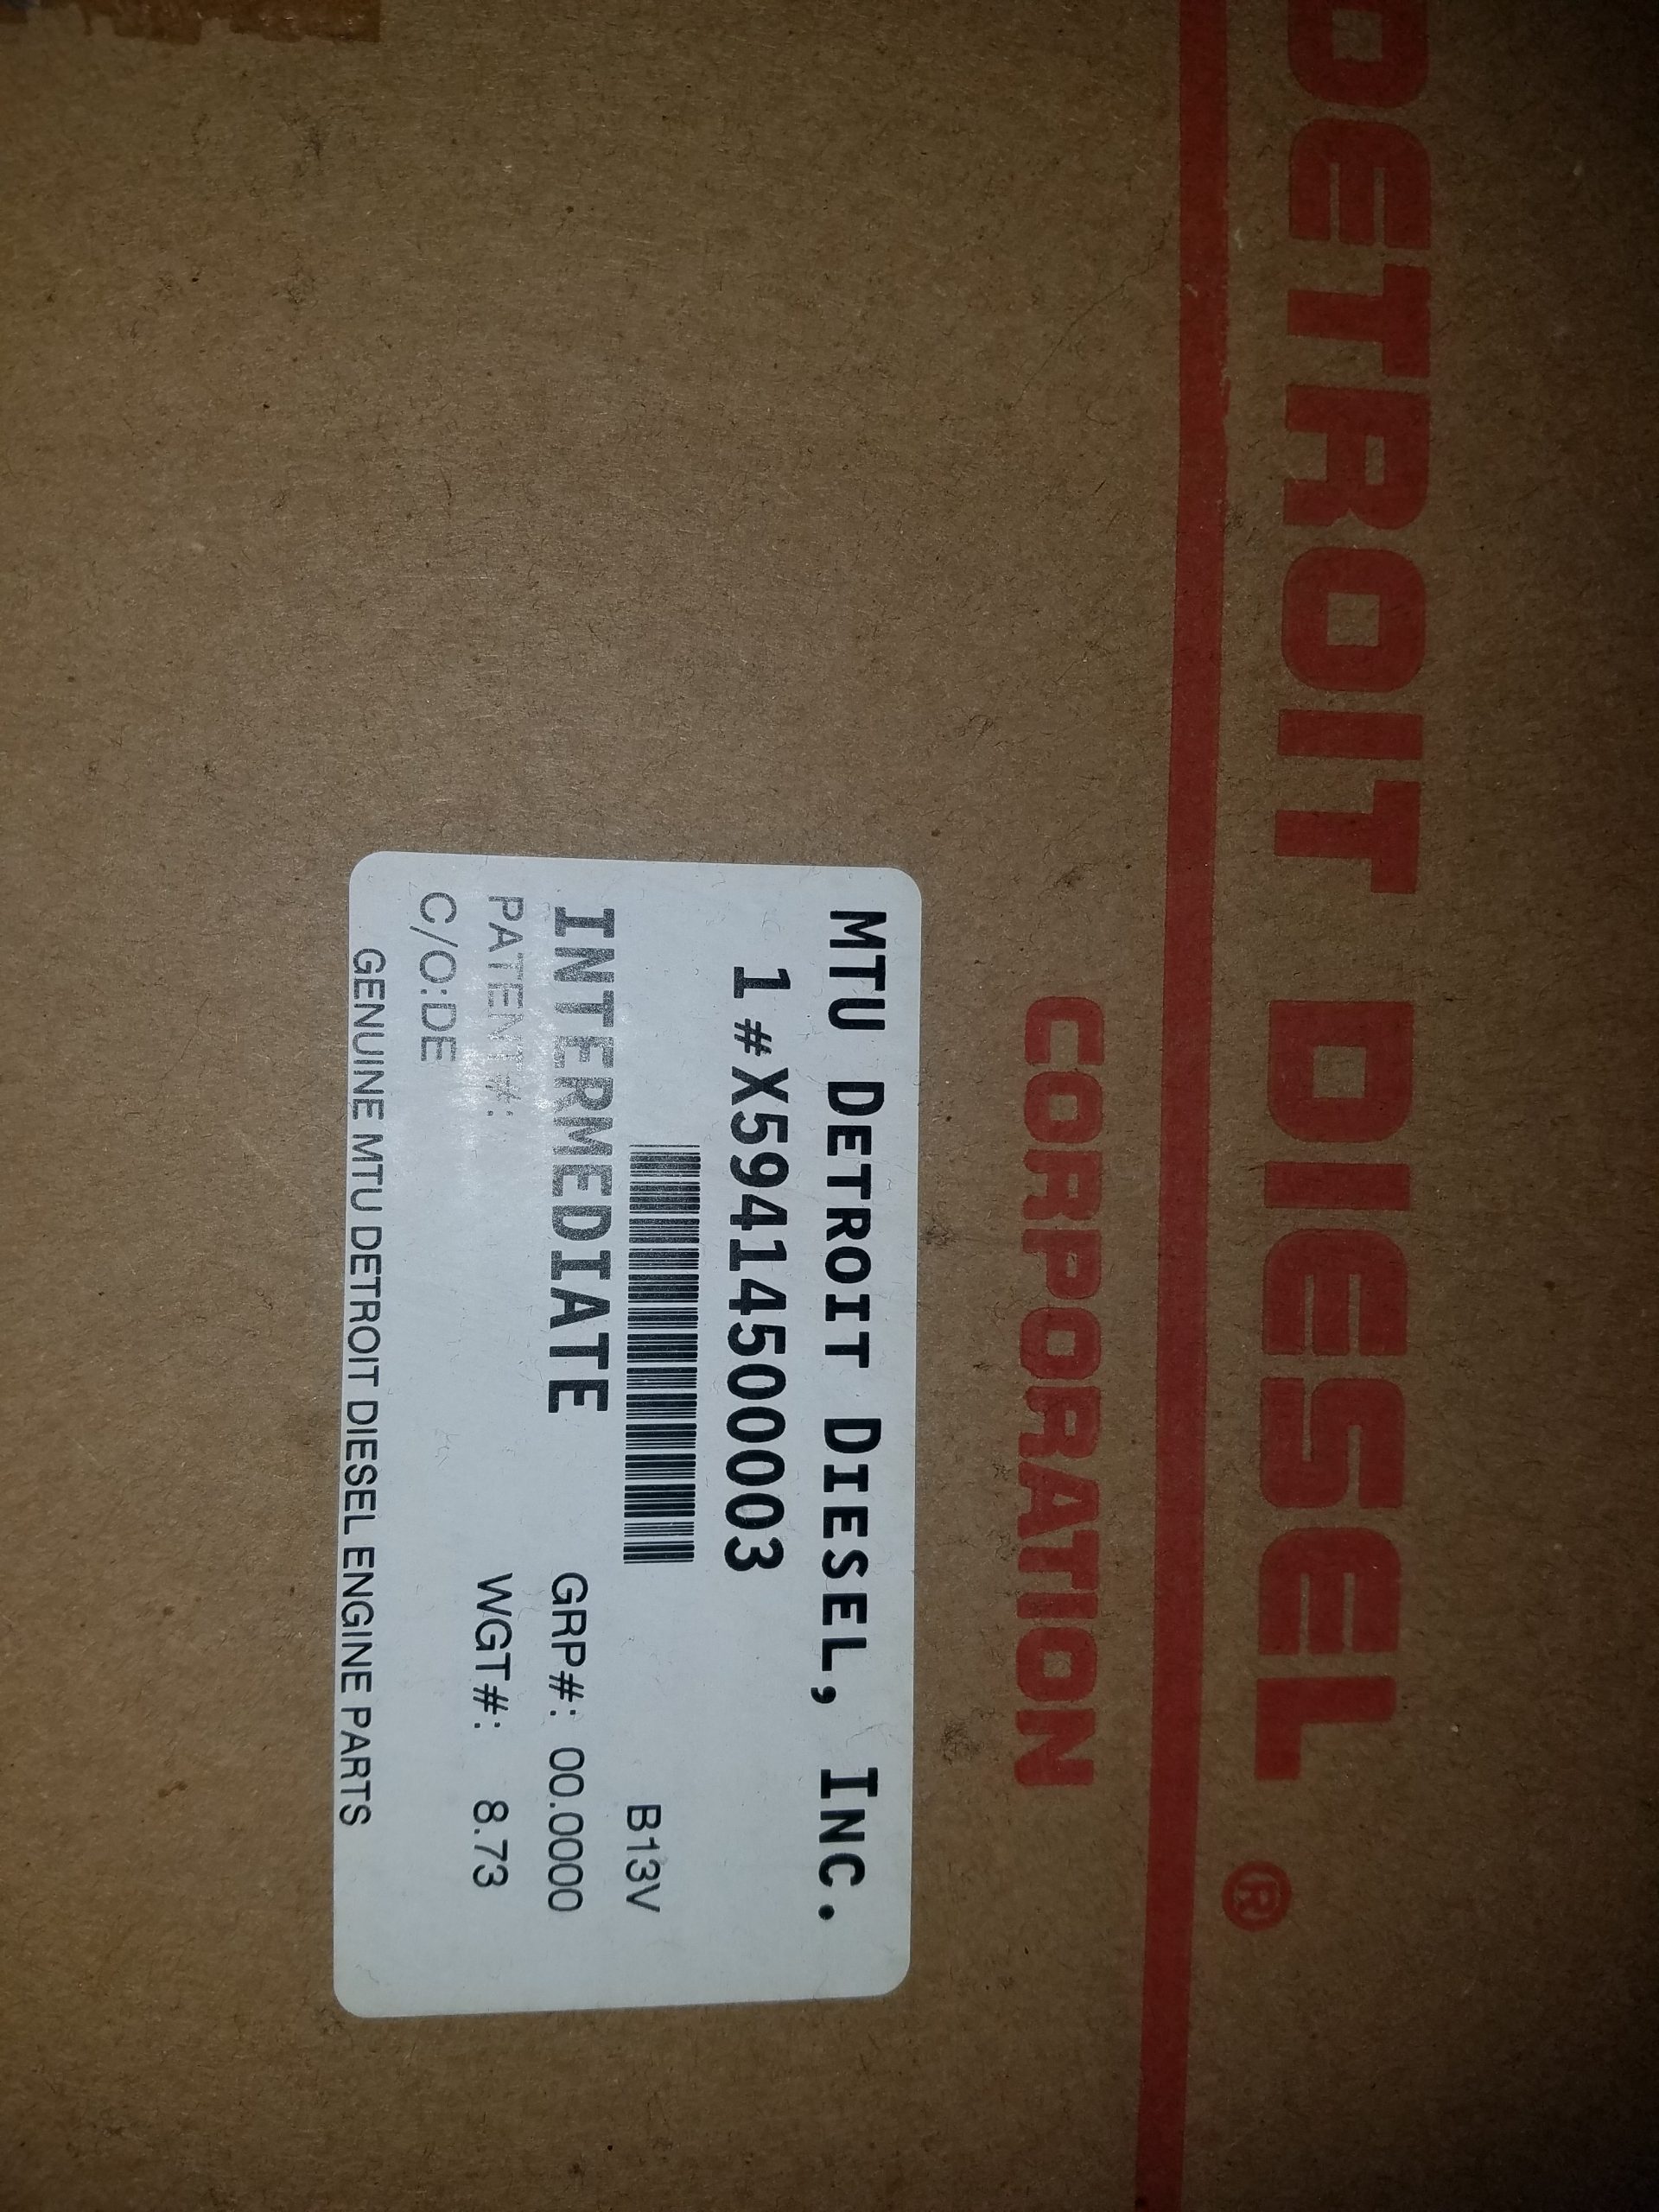 DETROIT DIESEL ®
CORPORATION
MTU DETROIT DIESEL, INC.
1 #X59414500003
B13V
INTERMEDIATE
GRP#: 00.0000
PATENT#:
WGT#: 8.73
C/O:DE
GENUINE MTU DETROIT DIESEL ENGINE PARTS